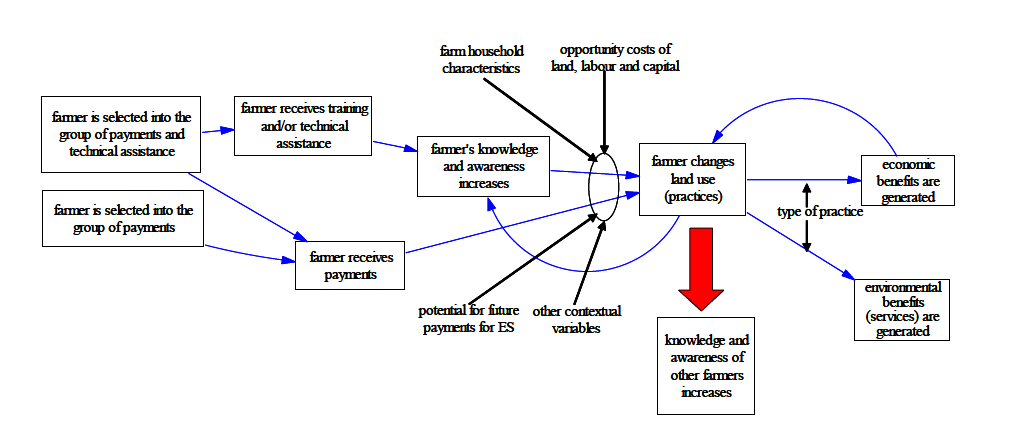 farm household
characteristics
opportunity costs of
land, labour and capital
farmer is selected into the
group of payments and
technical assistance
farmer receives training
and/or technical
assistance
farmer's knowledge
and awareness
increases
farmer changes
land use
(practices)
economic
benefits are
generated
farmer is selected into the
group of payments
type of practice
farmer receives
payments
environmental
benefits
(services) are
generated
potential for future
payments for ES
other contextual
variables
knowledge and
awareness of
other farmers
increases